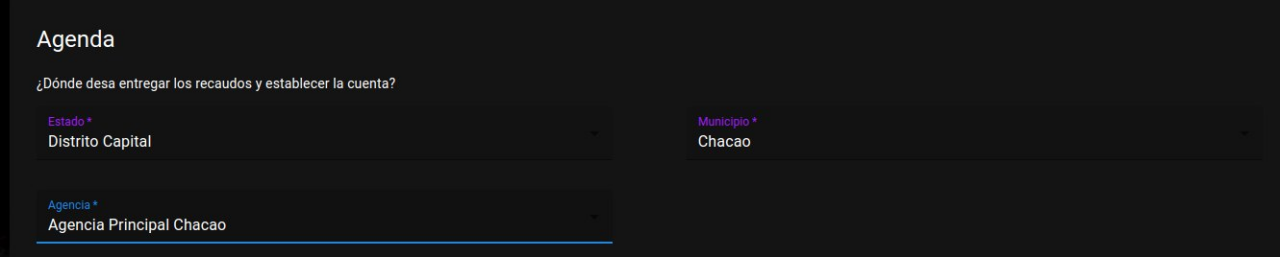 Agenda
¿Dónde desa entregar los recaudos y establecer la cuenta?
Estado *
Distrito Capital
Municipio *
Chacao
Agencia *
Agencia Principal Chacao